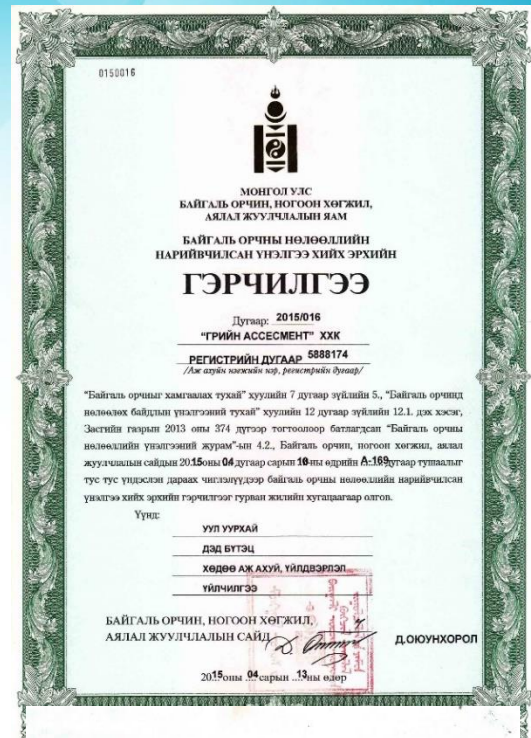 0150016
МОНГОЛ УЛС
БАЙГАЛЬ ОРЧИН, НОГООН ХӨГЖИЛ,
АЯЛАЛ ЖУУЛЧЛАЛЫН ЯАМ
БАЙГАЛЬ ОРЧНЫ НӨЛӨӨЛЛИЙН
НАРИЙВЧИЛСАН ҮНЭЛГЭЭ ХИЙХ ЭРХИЙН
ГЭРЧИЛГЭЭ
Дугаар: 2015/016
"ГРИЙН АССЕСМЕНТ" ХХК
РЕГИСТРИЙН ДУГААР 5888174
/Аж ахуйн нэгжийн нэр, регистрийн дугаар/
"Байгаль орчныг хамгаалах тухай" хуулийн 7 дугаар зүйлийн 5., "Байгаль орчинд
нөлөөлөх байдлын үнэлгээний тухай" хуулийн 12 дугаар зүйлийн 12.1. дэх хэсэг,
Засгийн газрын 2013 оны 374 дүгээр тогтоолоор батлагдсан "Байгаль орчны
нөлөөллийн үнэлгээний журам"-ын 4.2., Байгаль орчин, ногоон хөгжил, аялал
жуулчлалын сайдын 2015оны 04 дугаар сарын 10-ны өдрийн А-169 дугаар тушаалыг
тус тус үндэслэн дараах чиглэлүүдээр байгаль орчны нөлөөллийн нарийвчилсан
үнэлгээ хийх эрхийн гэрчилгээг гурван жилийн хугацаагаар олгов.
Үүнд:
УУЛ УУРХАЙ
ДЭД БҮТЭЦ
ХӨДӨӨ АЖ АХУЙ, ҮЙЛДВЭРЛЭЛ
ҮЙЛЧИЛГЭЭ
БАЙГАЛЬ ОРЧИН, НОГООН ХӨГЖИЛ,
АЯЛАЛ ЖУУЛЧЛАЛЫН САЙД
Д.ОЮУНХОРОЛ
2015оны 04 сарын 13ны өдөр